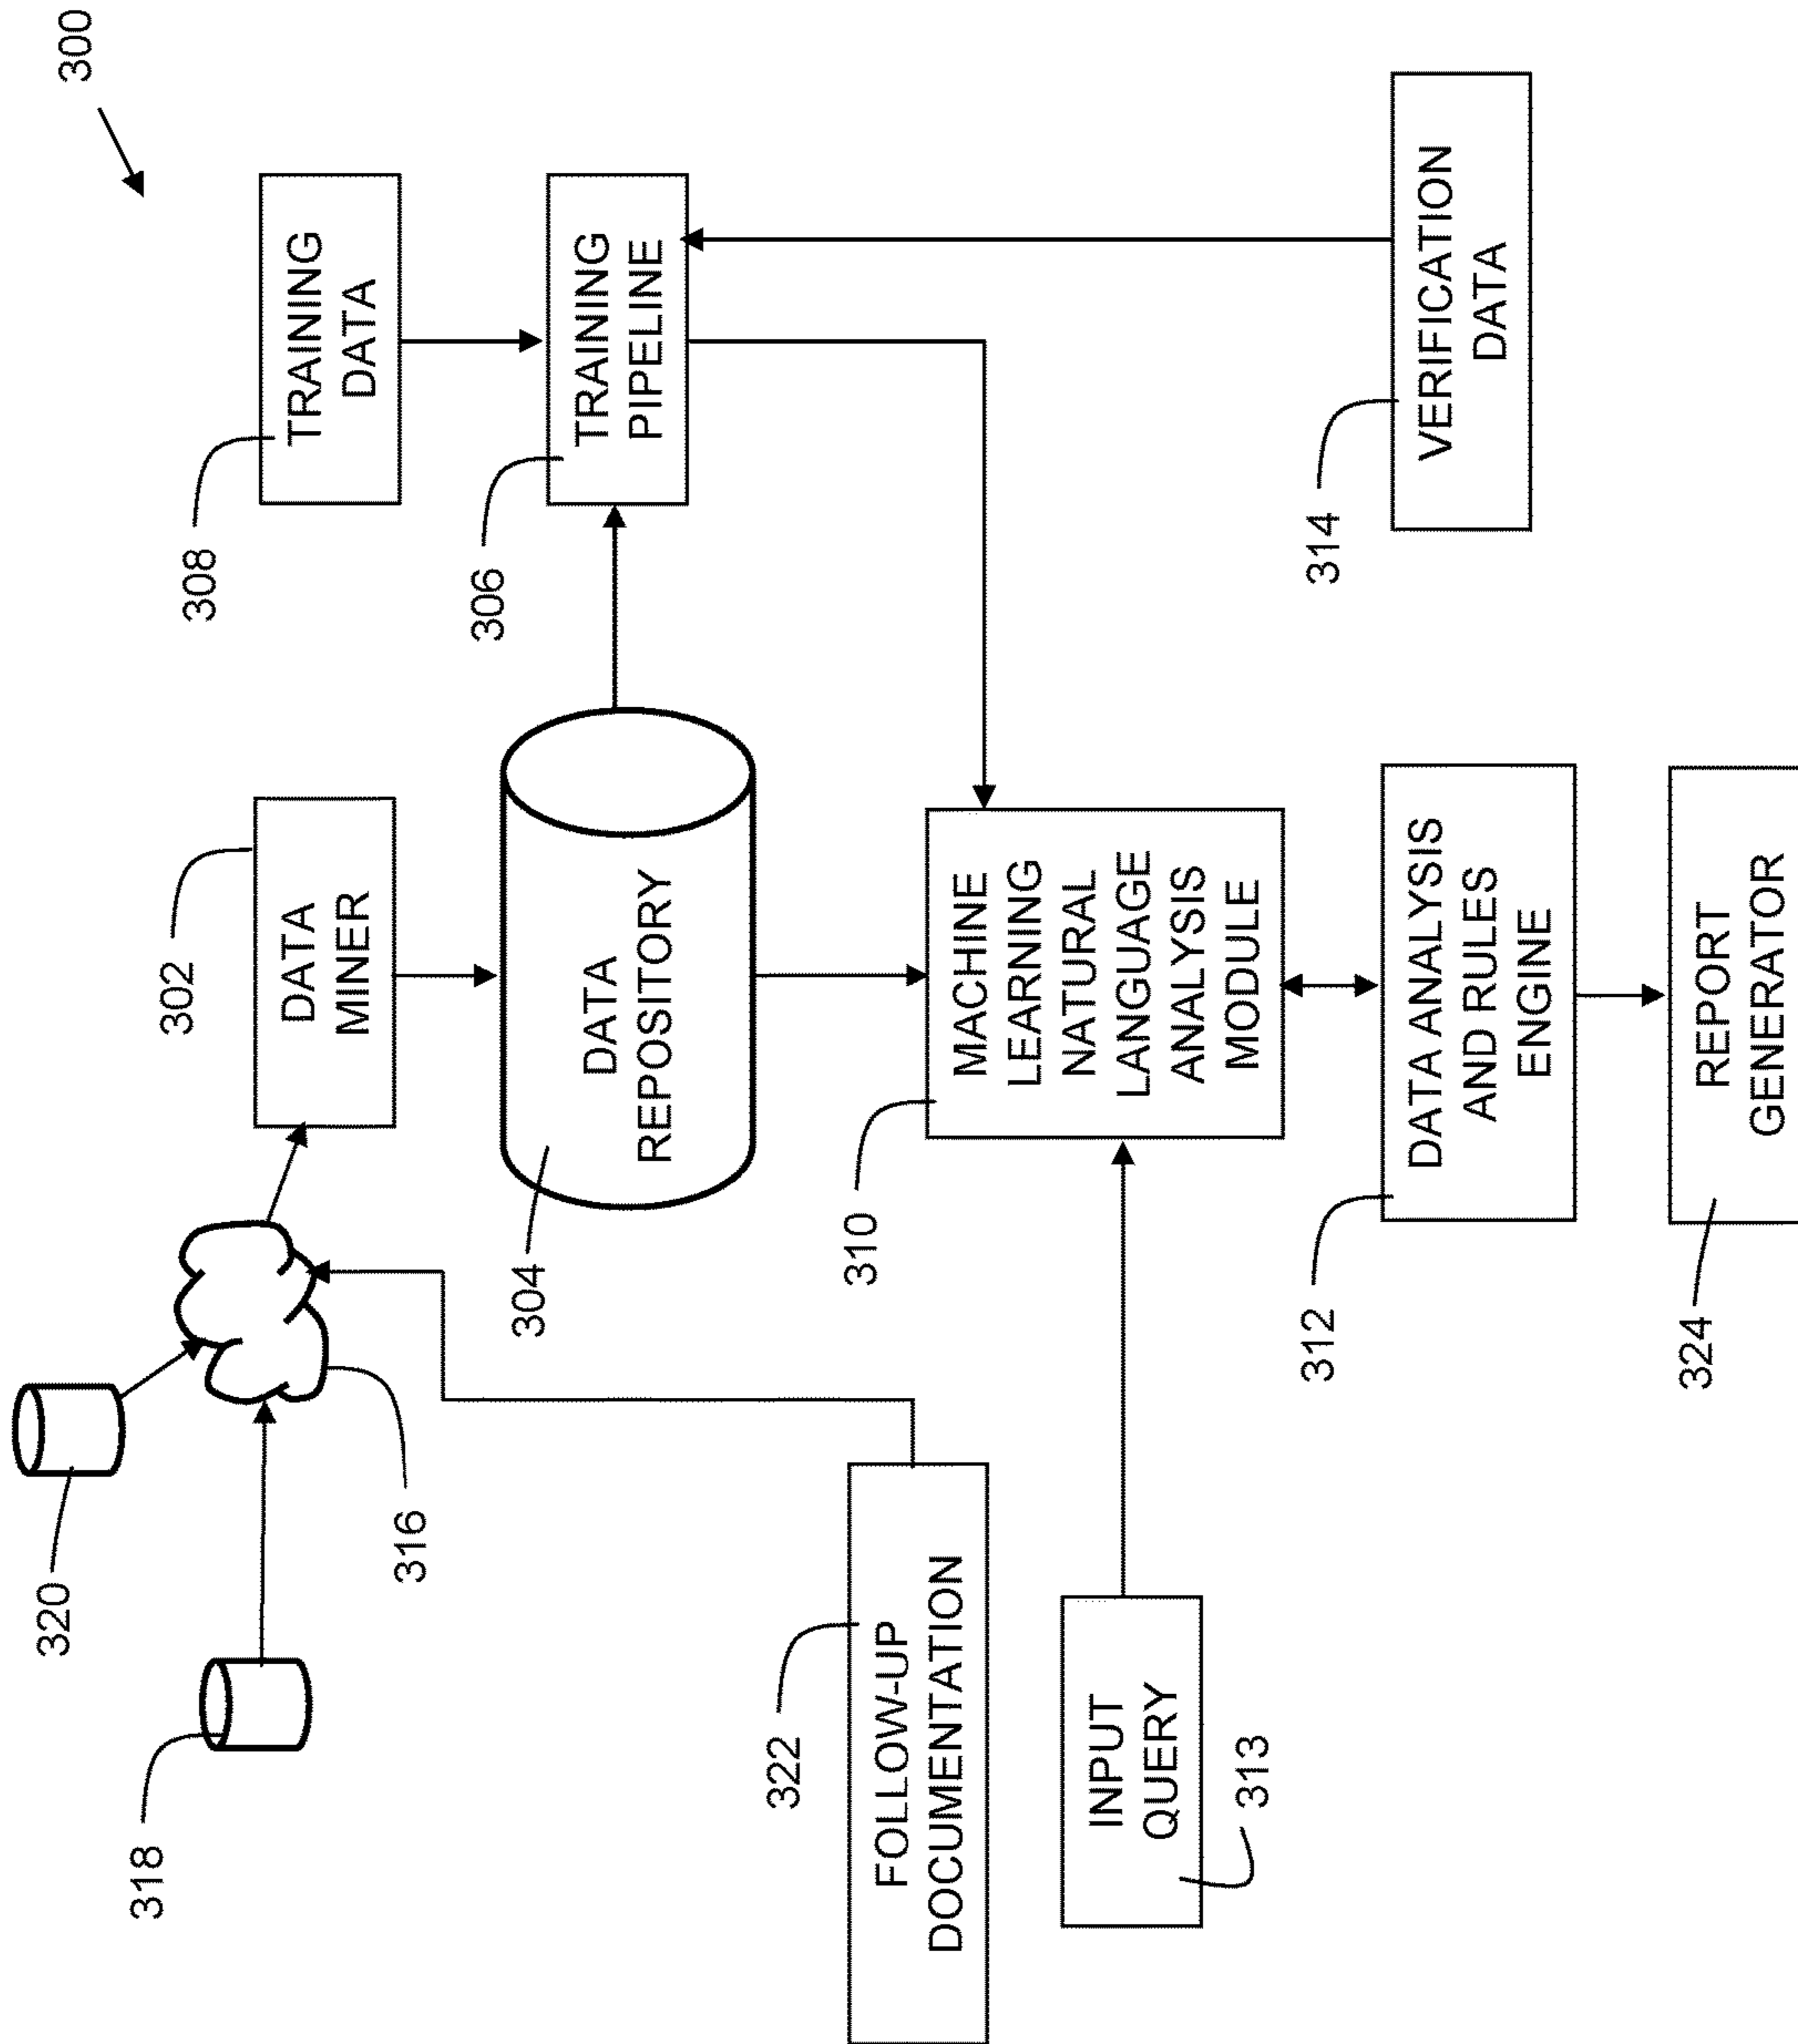 300
320
318
316
302
DATA
MINER
308
TRAINING
DATA
304
DATA
REPOSITORY
306
TRAINING
PIPELINE
322
FOLLOW-UP
DOCUMENTATION
310
MACHINE
LEARNING
NATURAL
LANGUAGE
ANALYSIS
MODULE
INPUT
QUERY
313
312
DATA ANALYSIS
AND RULES
ENGINE
314
VERIFICATION
DATA
324
REPORT
GENERATOR